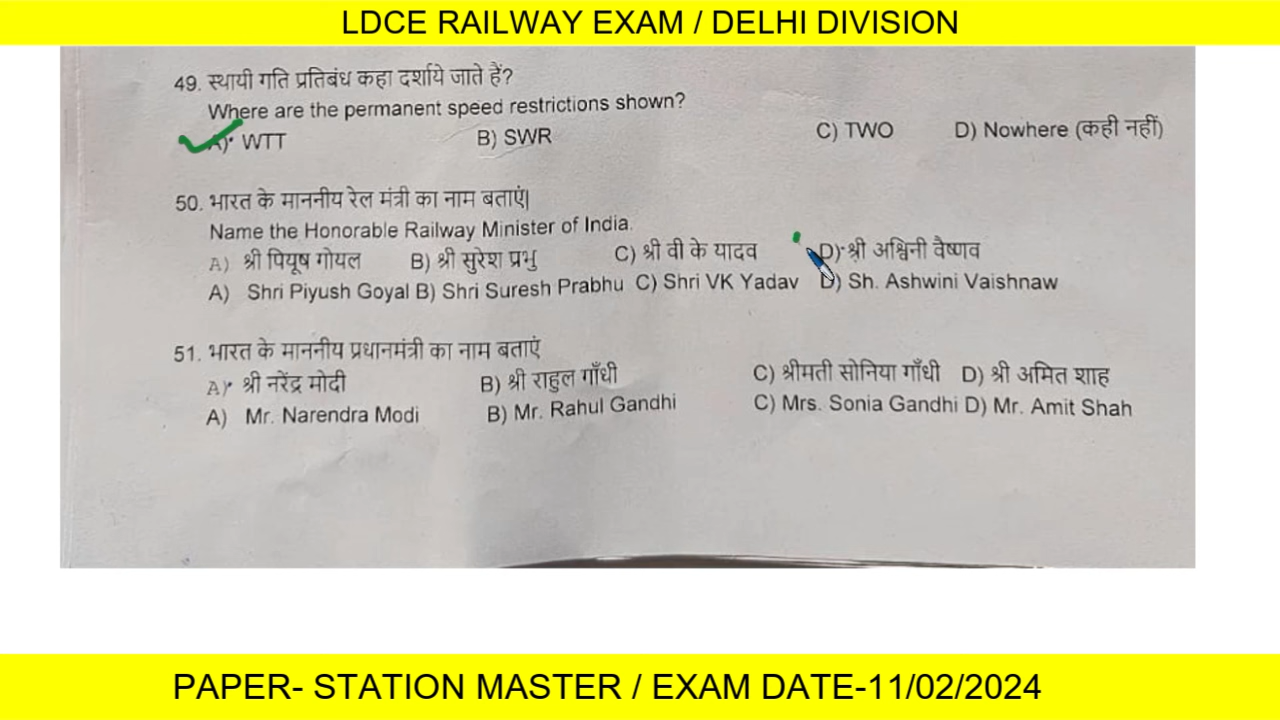 LDCE RAILWAY EXAM / DELHI DIVISION
49. स्थायी गति प्रतिबंध कहा दर्शाये जाते हैं?
Where are the permanent speed restrictions shown?
A) WTT B) SWR C) TWO D) Nowhere (कही नहीं)
50. भारत के माननीय रेल मंत्री का नाम बताएं|
Name the Honorable Railway Minister of India.
A) श्री पियूष गोयल B) श्री सुरेश प्रभु C) श्री वी के यादव D) श्री अश्विनी वैष्णव
A) Shri Piyush Goyal B) Shri Suresh Prabhu C) Shri VK Yadav D) Sh. Ashwini Vaishnaw
51. भारत के माननीय प्रधानमंत्री का नाम बताएं
A) श्री नरेंद्र मोदी B) श्री राहुल गाँधी C) श्रीमती सोनिया गाँधी D) श्री अमित शाह
A) Mr. Narendra Modi B) Mr. Rahul Gandhi C) Mrs. Sonia Gandhi D) Mr. Amit Shah
PAPER- STATION MASTER / EXAM DATE-11/02/2024